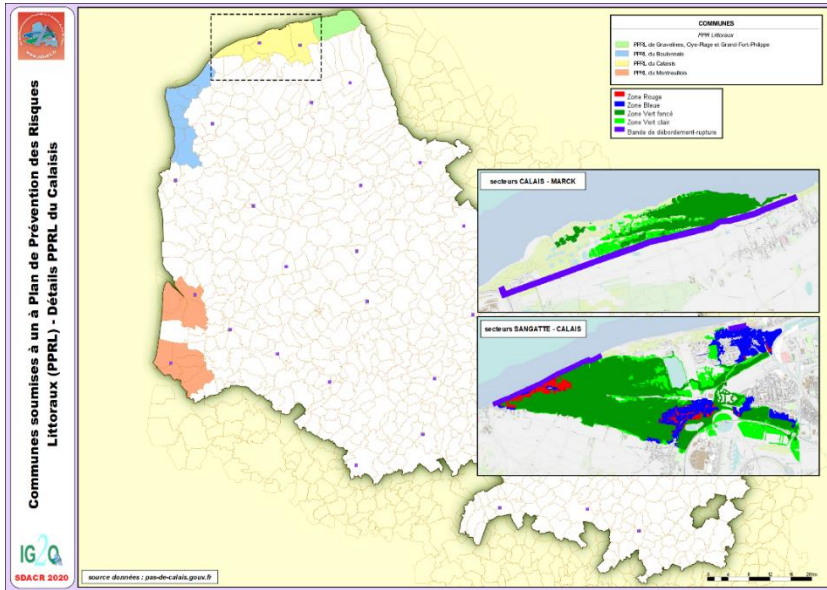 Communes soumises à un à Plan de Prévention des Risques
Littoraux (PPRL) - Détails PPRL du Calaisis
IG2O
SDACR 2020
COMMUNES
PPR Littoraux
PPRL de Gravelines, Oye-Plage et Grand-Fort-Philippe
PPRL du Boulonnais
PPRL du Calaisis
PPRL du Montreuillois
Zone Rouge
Zone Bleue
Zone Vert foncé
Zone Vert clair
Bande de débordement-rupture
secteurs CALAIS - MARCK
secteurs SANGATTE - CALAIS
source données : pas-de-calais.gouv.fr